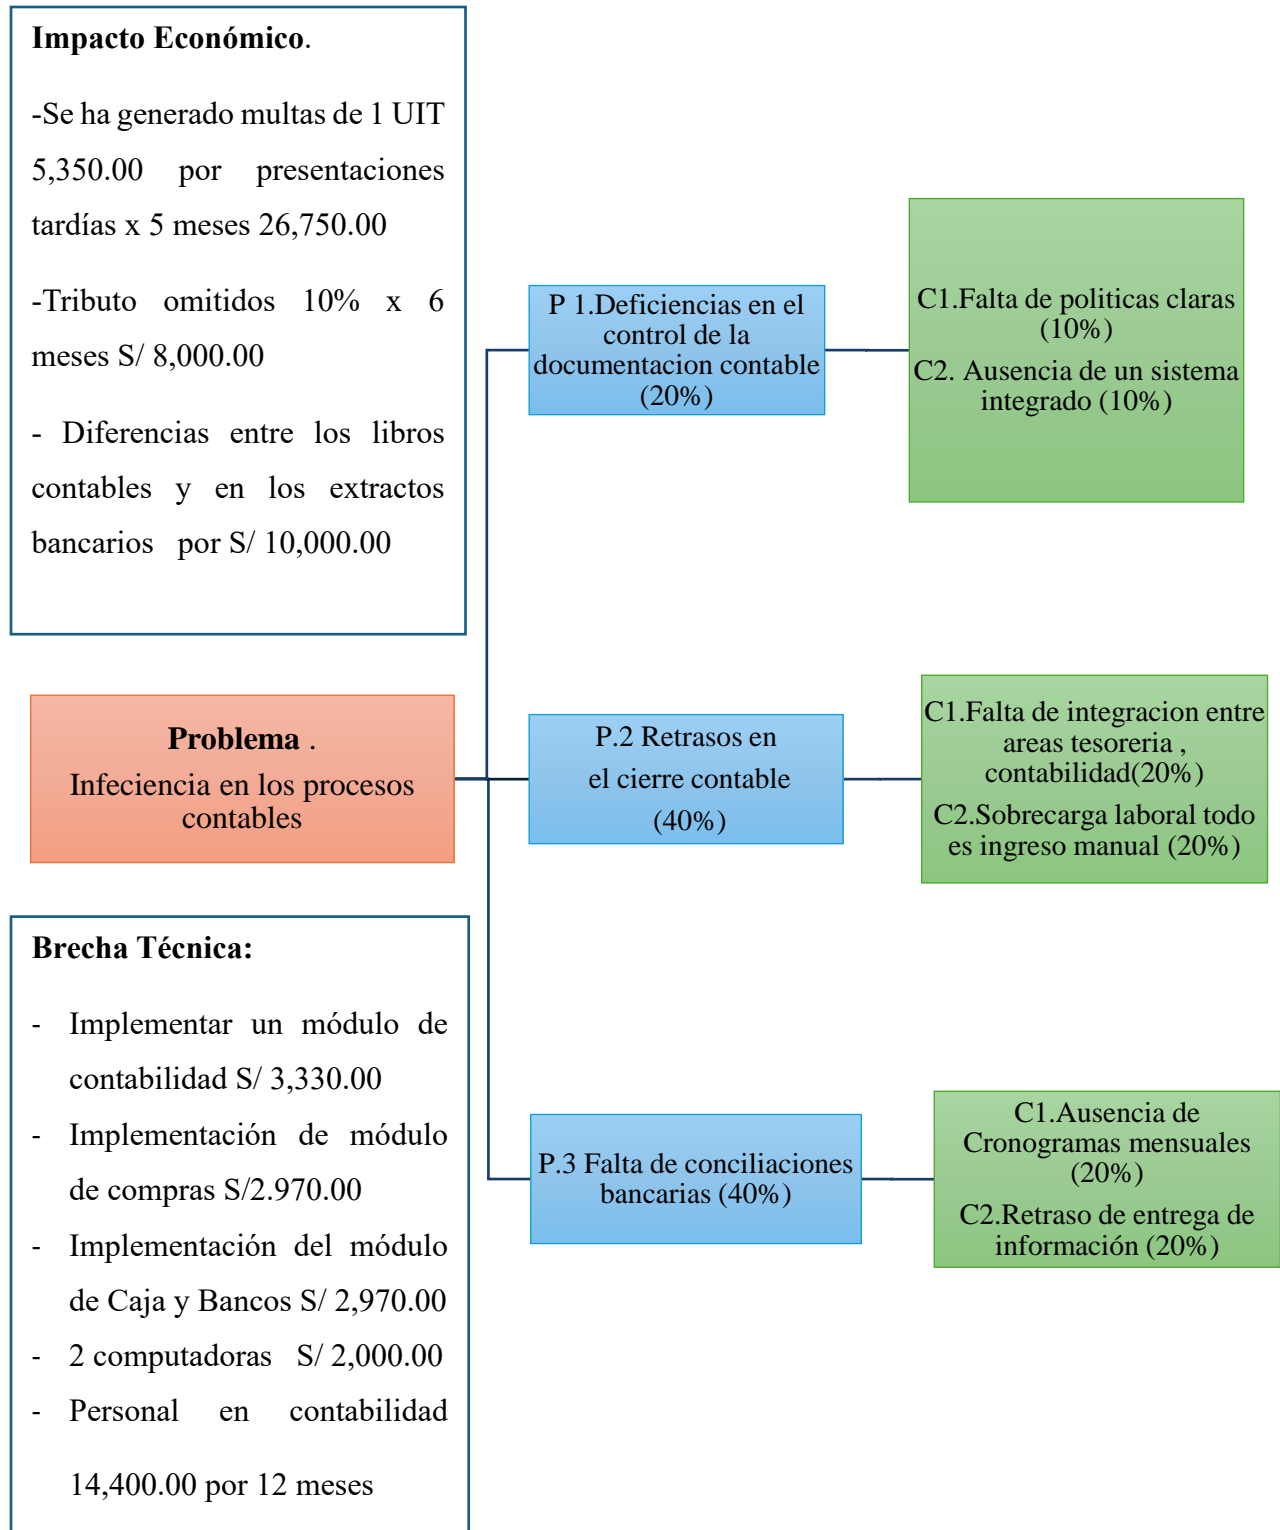 Impacto Económico.
-Se ha generado multas de 1 UIT
5,350.00 por presentaciones
tardías x 5 meses 26,750.00
-Tributo omitidos 10% x 6
meses S/ 8,000.00
- Diferencias entre los libros
contables y en los extractos
bancarios por S/ 10,000.00
P 1.Deficiencias en el
control de la
documentacion contable
(20%)
C1.Falta de politicas claras
(10%)
C2. Ausencia de un sistema
integrado (10%)
Problema .
Infeciencia en los procesos
contables
P.2 Retrasos en
el cierre contable
(40%)
C1.Falta de integracion entre
areas tesoreria ,
contabilidad(20%)
C2.Sobrecarga laboral todo
es ingreso manual (20%)
Brecha Técnica:
- Implementar un módulo de
contabilidad S/ 3,330.00
- Implementación de módulo
de compras S/2.970.00
- Implementación del módulo
de Caja y Bancos S/ 2,970.00
- 2 computadoras S/ 2,000.00
- Personal en contabilidad
14,400.00 por 12 meses
P.3 Falta de conciliaciones
bancarias (40%)
C1.Ausencia de
Cronogramas mensuales
(20%)
C2.Retraso de entrega de
información (20%)